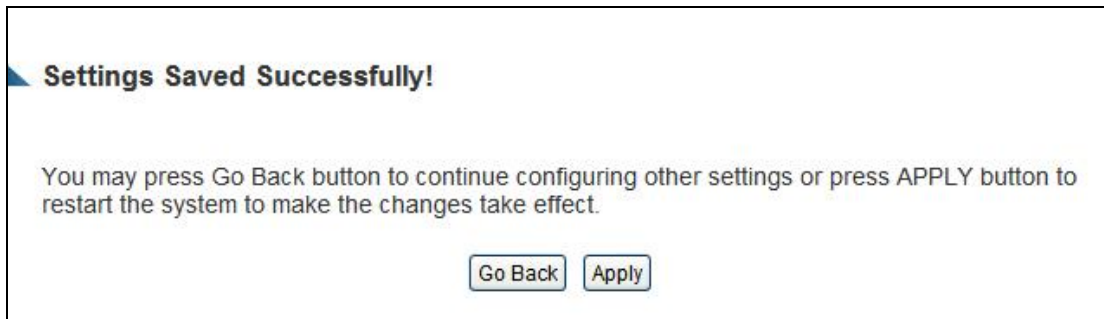 Settings Saved Successfully!
You may press Go Back button to continue configuring other settings or press APPLY button to
restart the system to make the changes take effect.
Go Back Apply